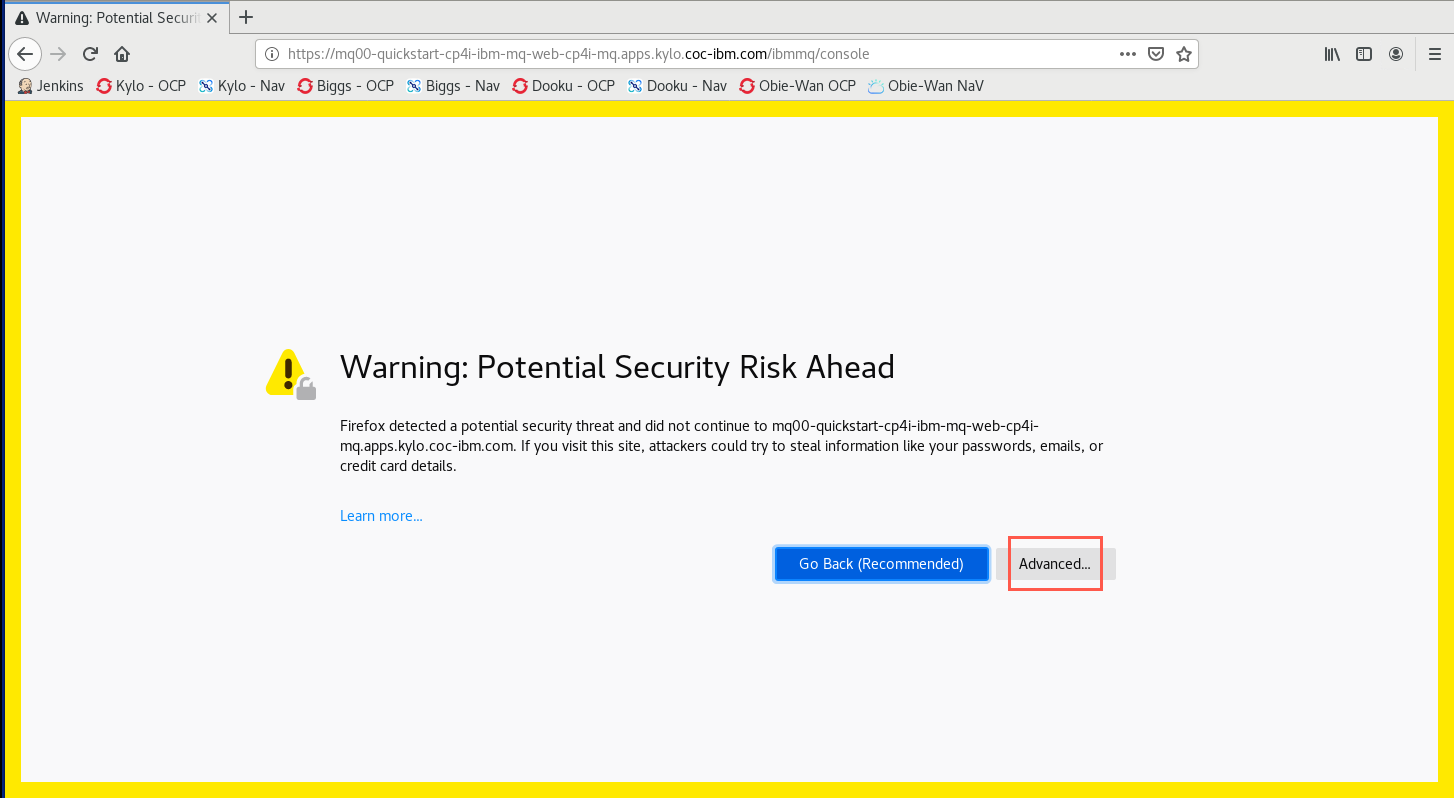 Warning: Potential Securi
https://mq00-quickstart-cp4i-ibm-mq-web-cp4i-mq.apps.kylo.coc-ibm.com/ibmmq/console
Jenkins Kylo - OCP Kylo - Nav Biggs - OCP Biggs - Nav Dooku - OCP Dooku - Nav Obie-Wan OCP Obie-Wan NaV
Warning: Potential Security Risk Ahead
Firefox detected a potential security threat and did not continue to mq00-quickstart-cp4i-ibm-mq-web-cp4i-
mq.apps.kylo.coc-ibm.com. If you visit this site, attackers could try to steal information like your passwords, emails, or
credit card details.
Learn more...
Go Back (Recommended) Advanced...